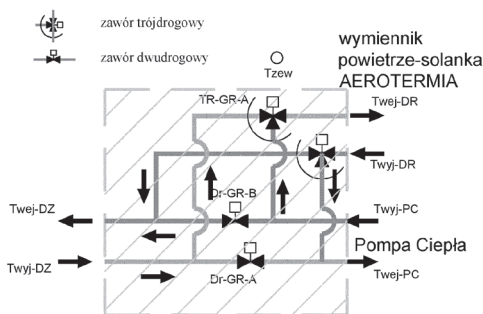 zawór trójdrogowy
zawór dwudrogowy
Tzew
wymiennik
powietrze-solanka
AEROTERMIA
TR-GR-A
Twej-DR
Twyj-DR
Dr-GR-B
Twej-DZ
Twyj-PC
Pompa Ciepła
Twyj-DZ
Dr-GR-A
Twej-PC